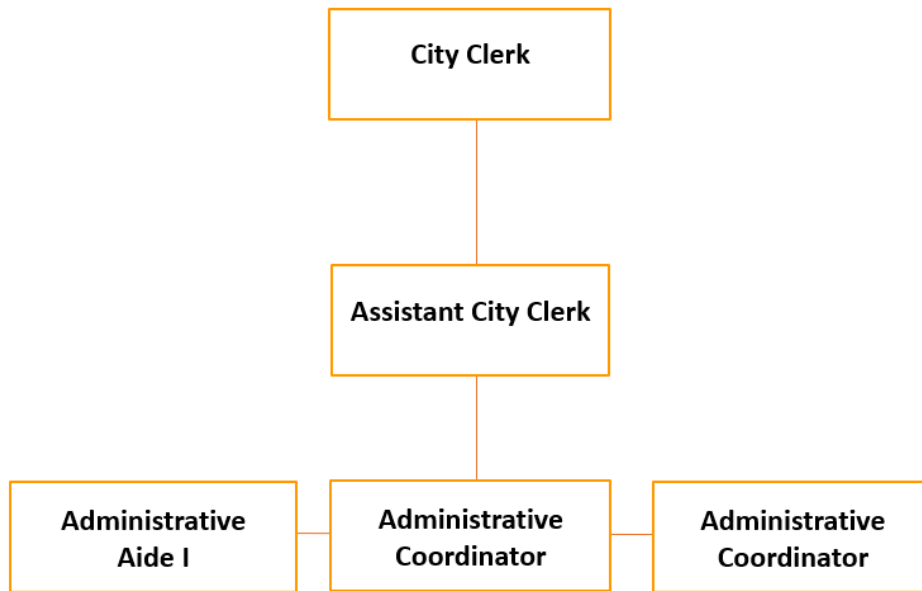 City Clerk
Assistant City Clerk
Administrative
Aide I
Administrative
Coordinator
Administrative
Coordinator